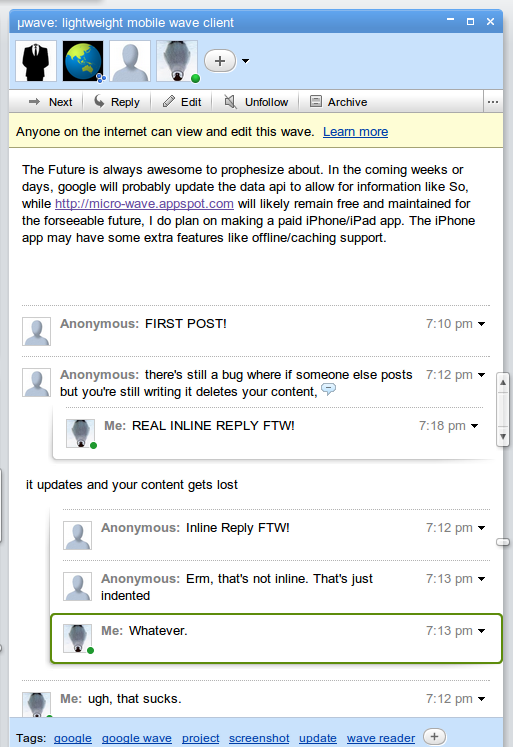 µwave: lightweight mobile wave client
Next Reply Edit Unfollow Archive
Anyone on the internet can view and edit this wave. Learn more
The Future is always awesome to prophesize about. In the coming weeks or
days, google will probably update the data api to allow for information like So,
while http://micro-wave.appspot.com will likely remain free and maintained for
the forseeable future, I do plan on making a paid iPhone/iPad app. The iPhone
app may have some extra features like offline/caching support.
Anonymous: FIRST POST! 7:10 pm
Anonymous: there's still a bug where if someone else posts 7:12 pm
but you're still writing it deletes your content,
Me: REAL INLINE REPLY FTW! 7:18 pm
it updates and your content gets lost
Anonymous: Inline Reply FTW! 7:12 pm
Anonymous: Erm, that's not inline. That's just 7:13 pm
indented
Me: Whatever. 7:13 pm
Me: ugh, that sucks. 7:12 pm
Tags: google google wave project screenshot update wave reader